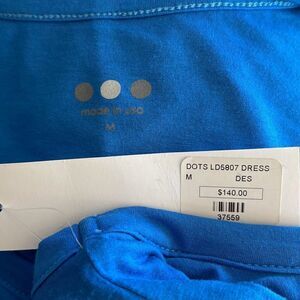 made in usa
M
DOTS LD5807 DRESS
M DES
$140.00
37559